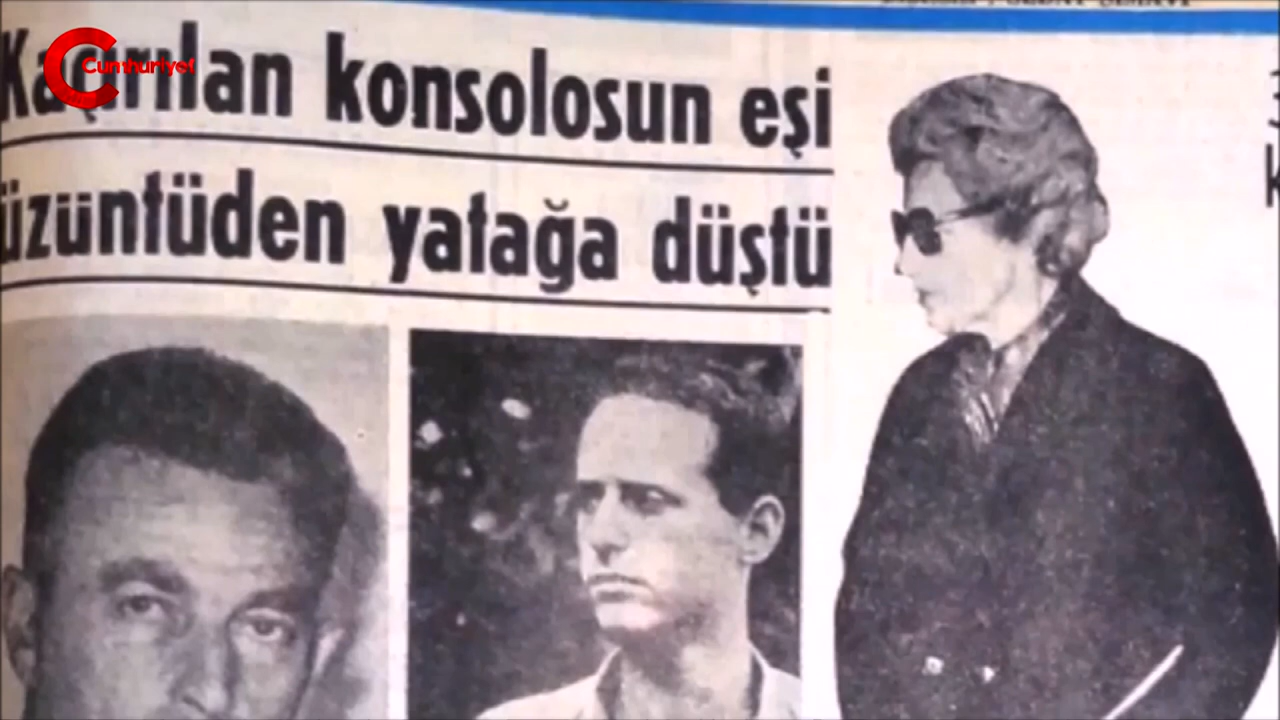 Cumhuriyet
Kaçırılan konsolosun eşi
üzüntüden yatağa düştü